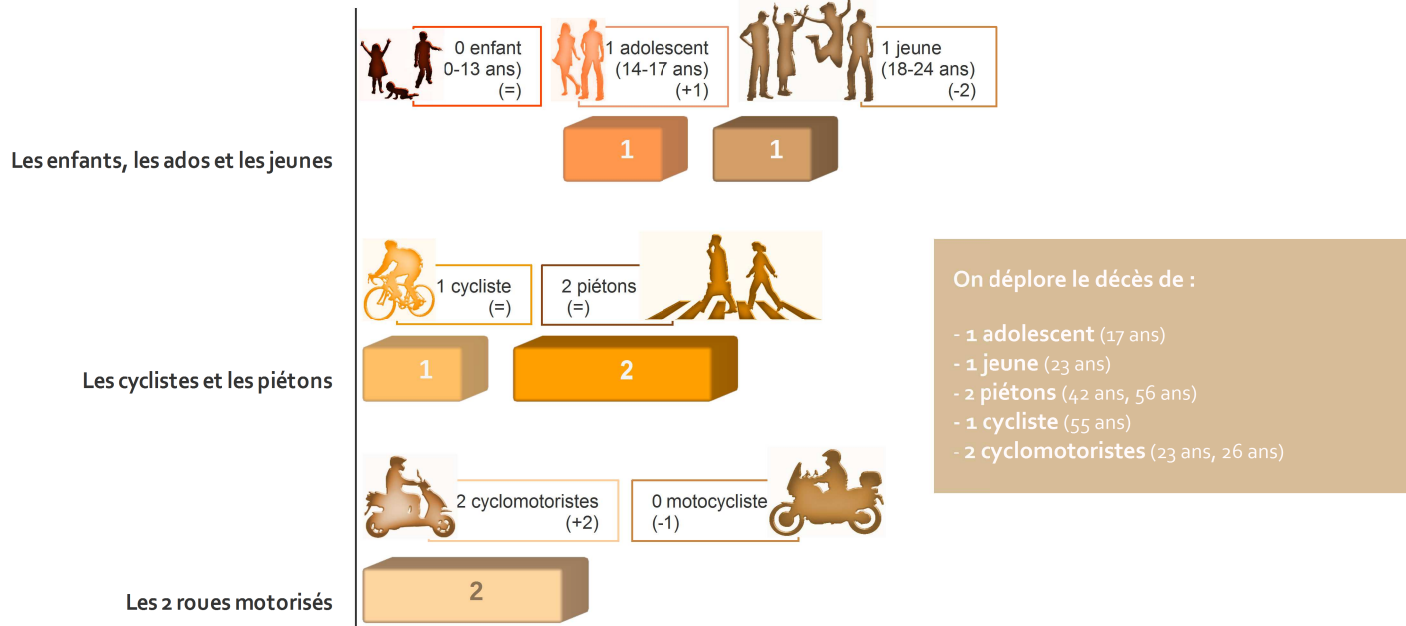 0 enfant
0-13 ans)
(=)
1 adolescent
(14-17 ans)
(+1)
1 jeune
(18-24 ans)
(-2)
Les enfants, les ados et les jeunes
1
1
1 cycliste
(=)
2 piétons
(=)
Les cyclistes et les piétons
1
2
2 cyclomotoristes
(+2)
0 motocycliste
(-1)
Les 2 roues motorisés
2
On déplore le décès de :
- 1 adolescent (17 ans)
- 1 jeune (23 ans)
- 2 piétons (42 ans, 56 ans)
- 1 cycliste (55 ans)
- 2 cyclomotoristes (23 ans, 26 ans)